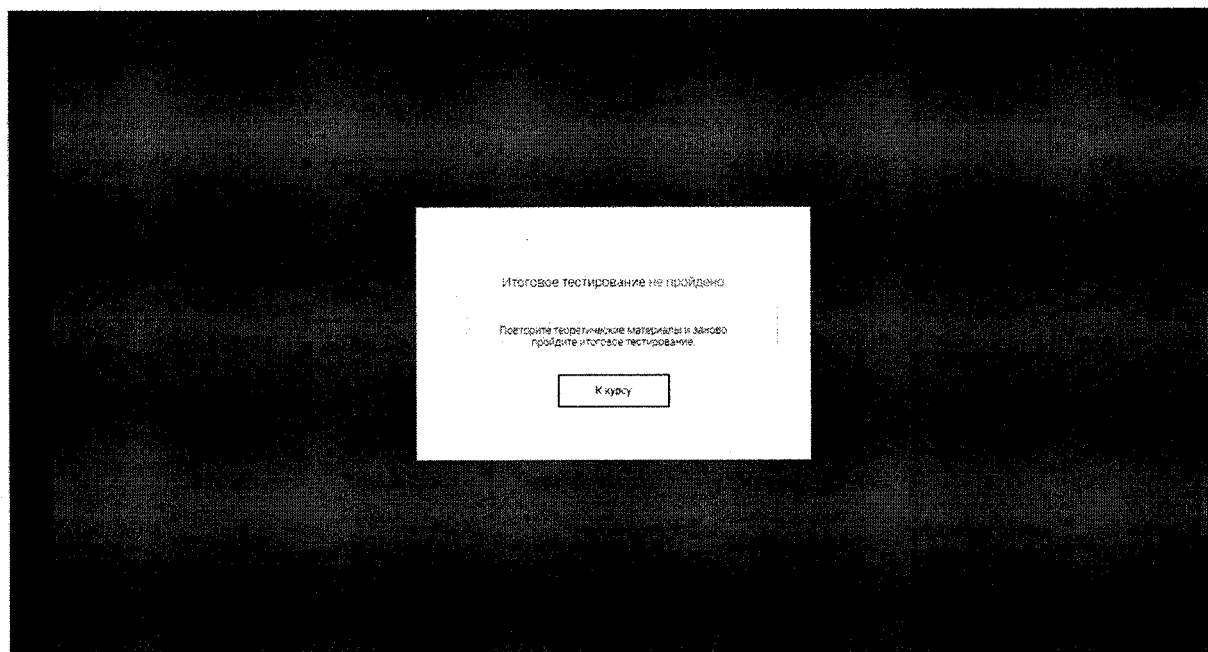 Итоговое тестирование не пройдено
Повторите теоретические материалы и заново
пройдите итоговое тестирование.
К курсу